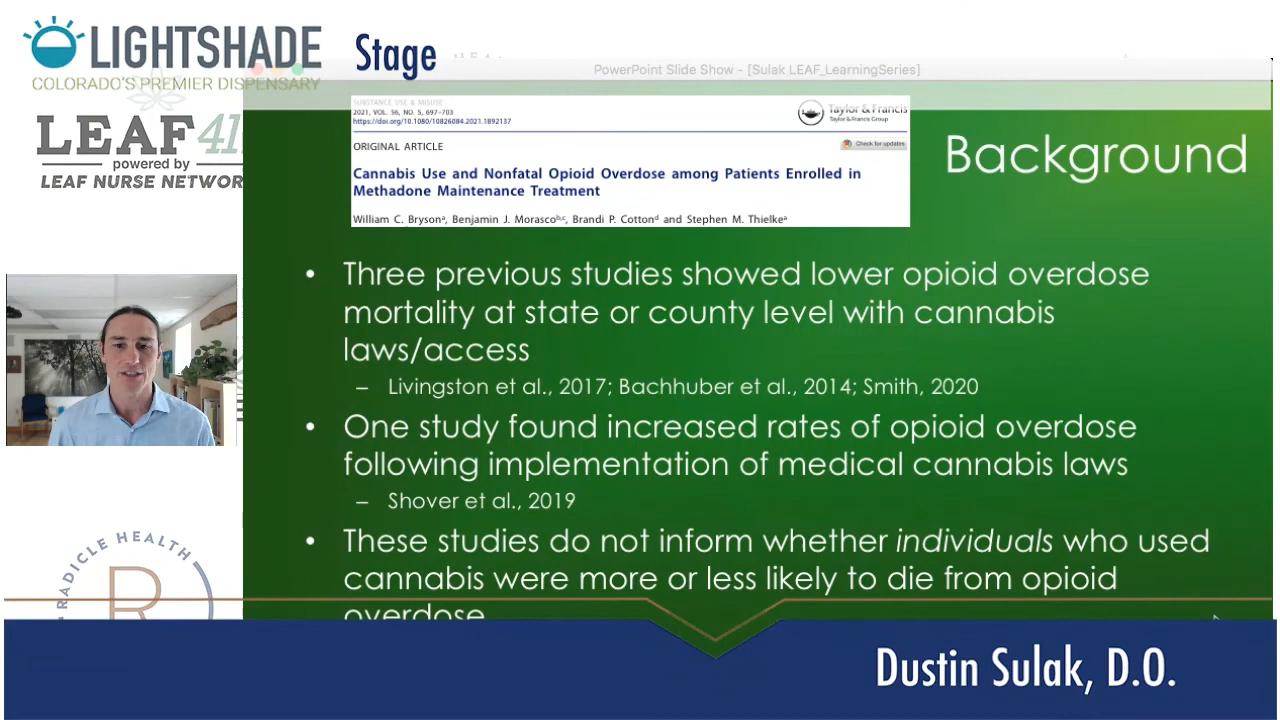 LIGHTSHADE
COLORADO'S PREMIER DISPENSARY
Stage
PowerPoint Slide Show - [Sulak LEAF_LearningSeries]
LEAF 41
powered by
LEAF NURSE NETWOR
SUBSTANCE USE & MISUSE
2021, VOL. 56, NO. 5, 697–703
https://doi.org/10.1080/10826084.2021.1892137
Taylor & Francis
Taylor & Francis Group
ORIGINAL ARTICLE
Check for updates
Cannabis Use and Nonfatal Opioid Overdose among Patients Enrolled in
Methadone Maintenance Treatment
William C. Brysonᵃ, Benjamin J. Morascoᵇ,ᶜ, Brandi P. Cottonᵈ and Stephen M. Thielkeᵃ
Background
• Three previous studies showed lower opioid overdose
mortality at state or county level with cannabis
laws/access
– Livingston et al., 2017; Bachhuber et al., 2014; Smith, 2020
• One study found increased rates of opioid overdose
following implementation of medical cannabis laws
– Shover et al., 2019
• These studies do not inform whether individuals who used
cannabis were more or less likely to die from opioid
overdose
RADICLE HEALTH
R
Dustin Sulak, D.O.